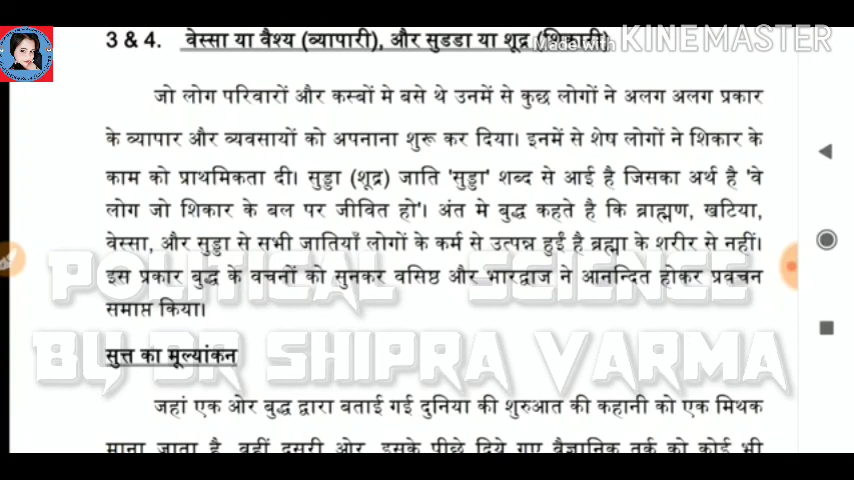 3 & 4. वेस्सा या वैश्य (व्यापारी), और सुडडा या शूद्र (शिकारी)
Made with KINEMASTER
जो लोग परिवारों और कस्बों मे बसे थे उनमें से कुछ लोगों ने अलग अलग प्रकार
के व्यापार और व्यवसायों को अपनाना शुरू कर दिया। इनमें से शेष लोगों ने शिकार के
काम को प्राथमिकता दी। सुड्डा (शूद्र) जाति 'सुड्डा' शब्द से आई है जिसका अर्थ है 'वे
लोग जो शिकार के बल पर जीवित हो'। अंत मे बुद्ध कहते है कि ब्राह्मण, खटिया,
वेस्सा, और सुड्डा से सभी जातियाँ लोगों के कर्म से उत्पन्न हुई है ब्रह्मा के शरीर से नहीं।
इस प्रकार बुद्ध के वचनों को सुनकर वसिष्ठ और भारद्वाज ने आनन्दित होकर प्रवचन
समाप्त किया।
POLITICAL SCIENCE
BY DR SHIPRA VARMA
सुत्त का मूल्यांकन
जहां एक ओर बुद्ध द्वारा बताई गई दुनिया की शुरुआत की कहानी को एक मिथक
माना जाता है, वहीं दूसरी ओर, इसके पीछे दिये गए वैज्ञानिक तर्क को कोई भी